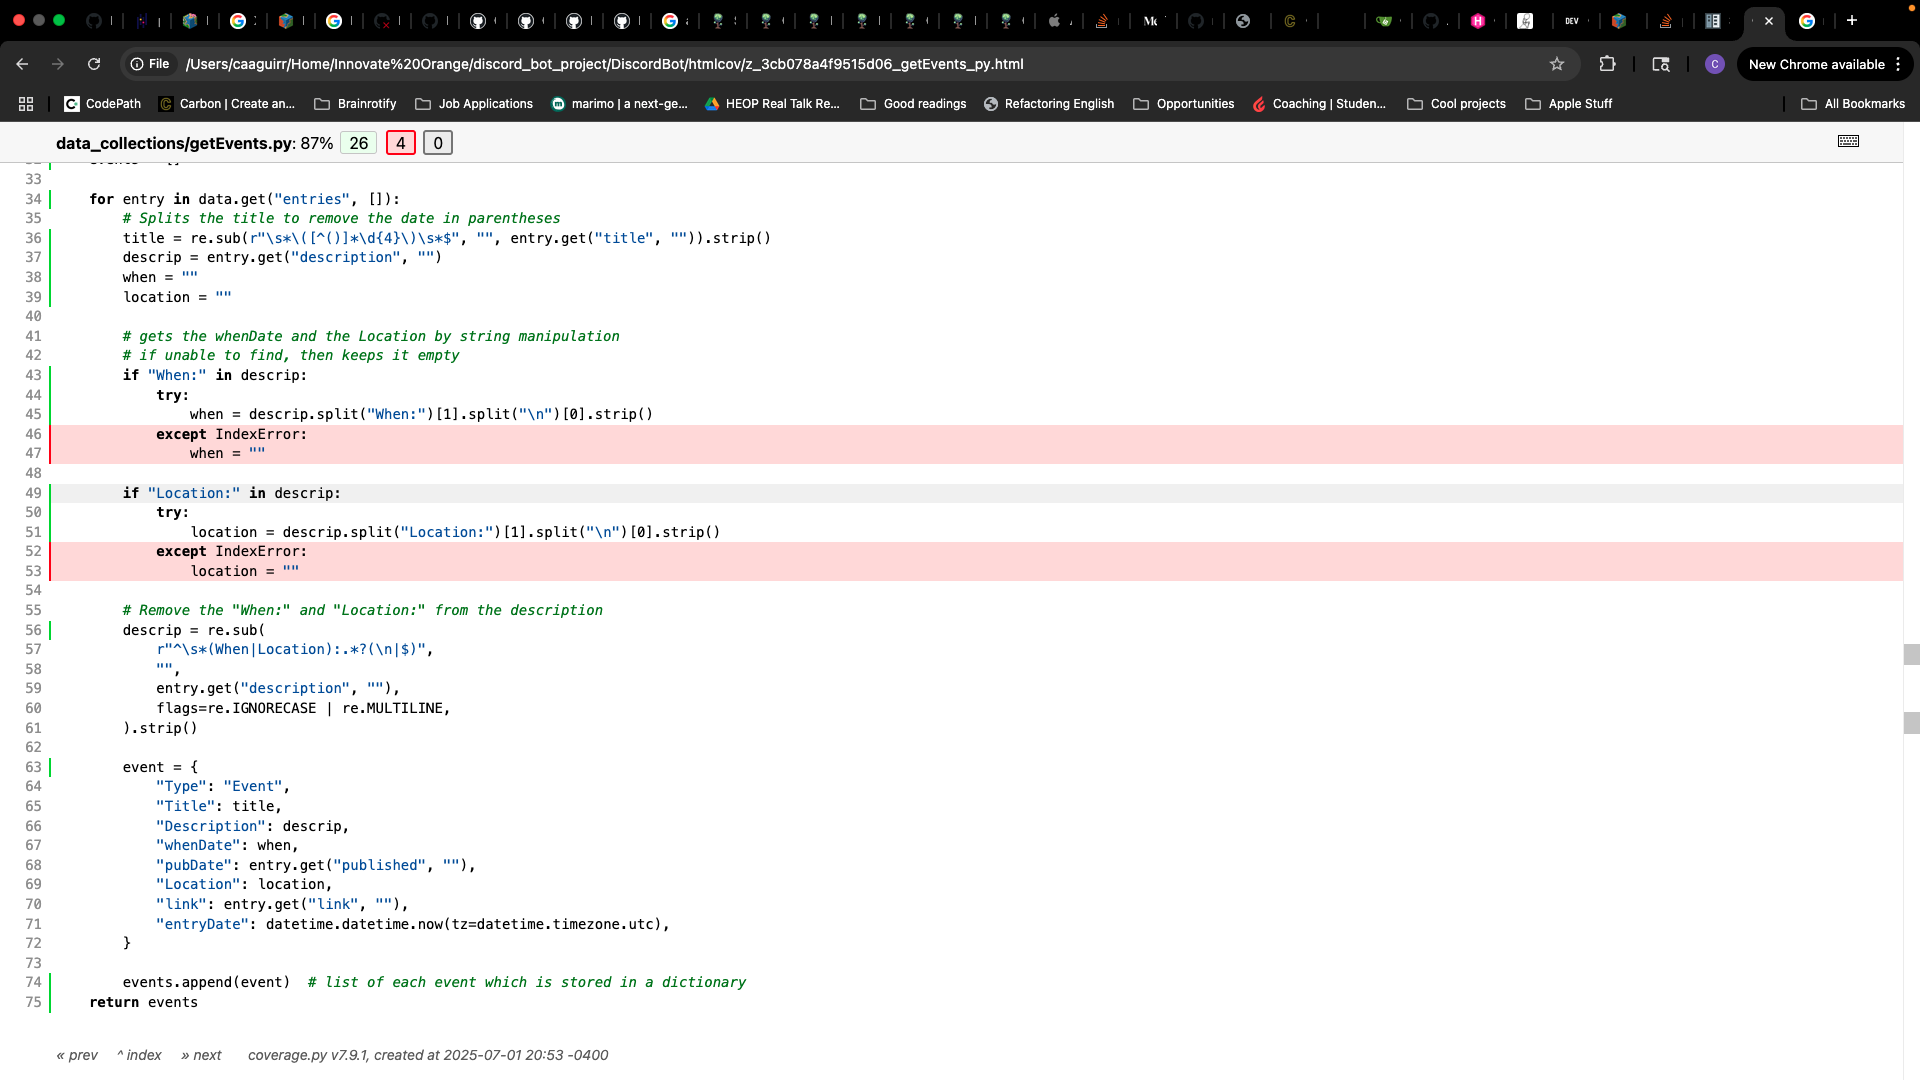 File
/Users/caaguirr/Home/Innovate%20Orange/discord_bot_project/DiscordBot/htmlcov/z_3cb078a4f9515d06_getEvents_py.html
C
New Chrome available
CodePath
Carbon | Create an...
Brainrotify
Job Applications
marimo | a next-ge...
HEOP Real Talk Re...
Good readings
Refactoring English
Opportunities
Coaching | Studen...
Cool projects
Apple Stuff
All Bookmarks
data_collections/getEvents.py: 87% 26 4 0
33
34 for entry in data.get("entries", []):
35 # Splits the title to remove the date in parentheses
36 title = re.sub(r"\s*\([^()]*\d{4}\)\s*$", "", entry.get("title", "")).strip()
37 descrip = entry.get("description", "")
38 when = ""
39 location = ""
40
41 # gets the whenDate and the Location by string manipulation
42 # if unable to find, then keeps it empty
43 if "When:" in descrip:
44 try:
45 when = descrip.split("When:")[1].split("\n")[0].strip()
46 except IndexError:
47 when = ""
48
49 if "Location:" in descrip:
50 try:
51 location = descrip.split("Location:")[1].split("\n")[0].strip()
52 except IndexError:
53 location = ""
54
55 # Remove the "When:" and "Location:" from the description
56 descrip = re.sub(
57 r"^\s*(When|Location):.*?(\n|$)",
58 "",
59 entry.get("description", ""),
60 flags=re.IGNORECASE | re.MULTILINE,
61 ).strip()
62
63 event = {
64 "Type": "Event",
65 "Title": title,
66 "Description": descrip,
67 "whenDate": when,
68 "pubDate": entry.get("published", ""),
69 "Location": location,
70 "link": entry.get("link", ""),
71 "entryDate": datetime.datetime.now(tz=datetime.timezone.utc),
72 }
73
74 events.append(event) # list of each event which is stored in a dictionary
75 return events
« prev ^ index » next coverage.py v7.9.1, created at 2025-07-01 20:53 -0400